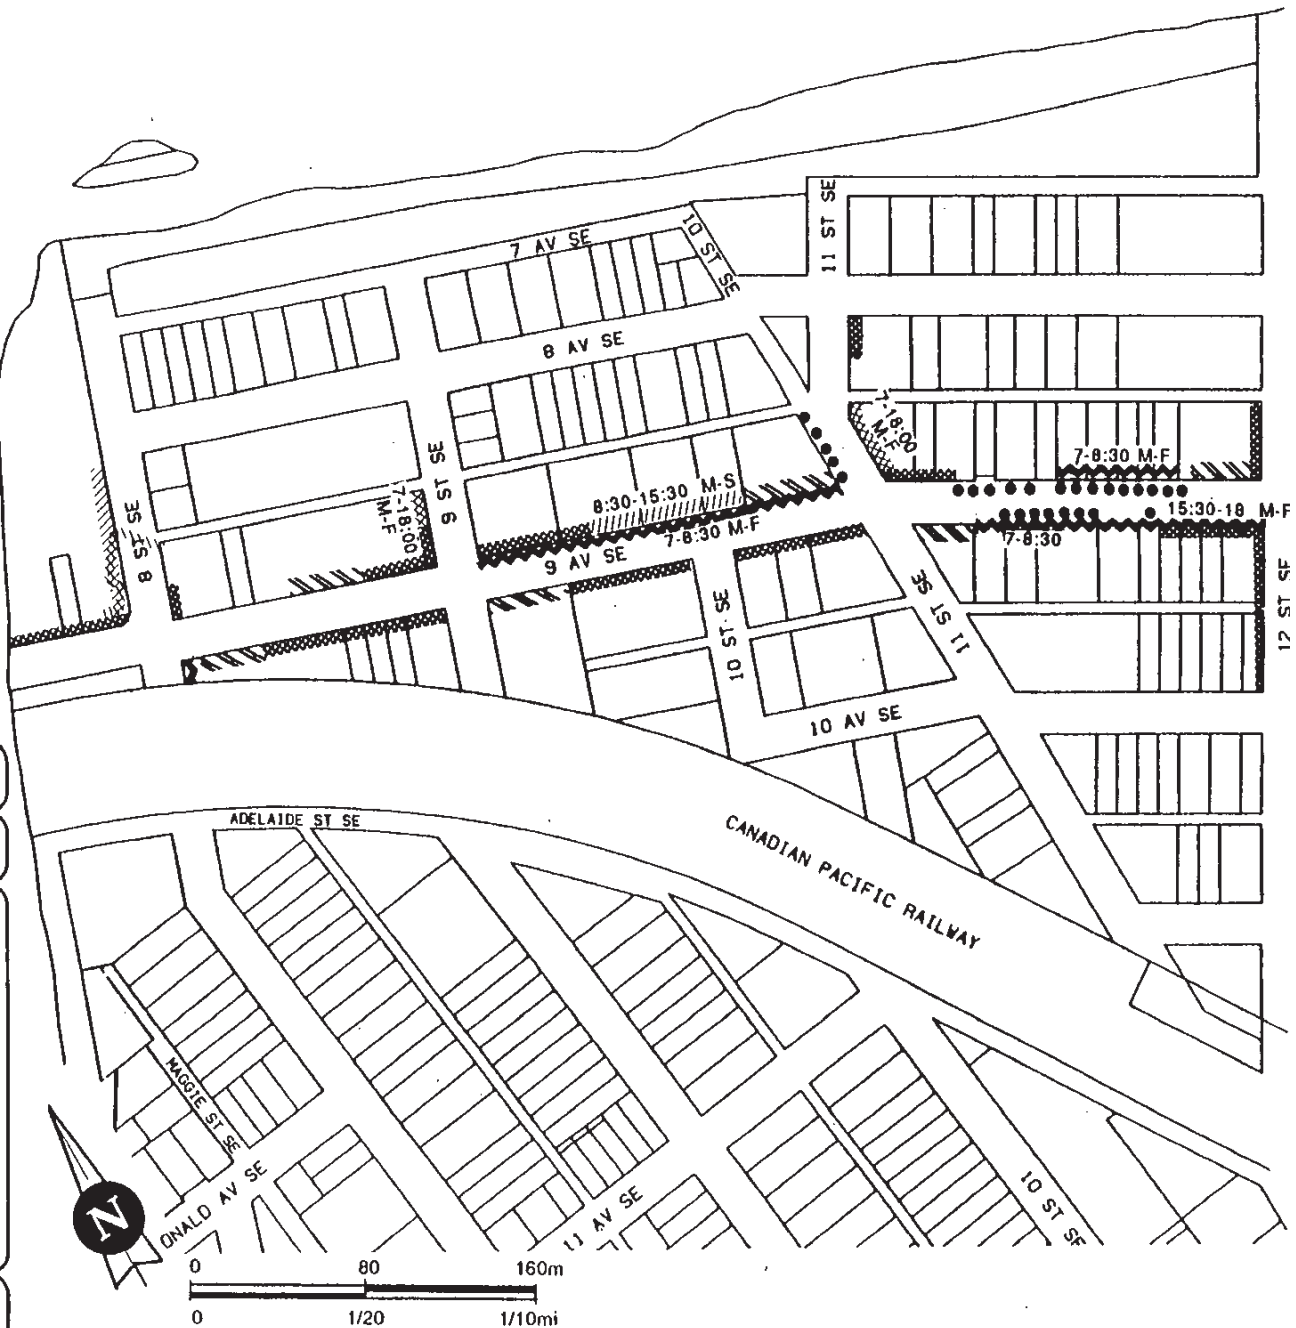 11 ST SE
10 ST SE
7 AV SE
8 AV SE
7-18:00
M-F
7-8:30 M-F
9 ST SE
8:30-15:30 M-S
7-18:00
M-F
15:30-18 M-F
7-8:30 M-F
7-8:30
9 AV SE
8 ST SE
11 ST SE
12 ST SE
10 ST SE
10 AV SE
ADELAIDE ST SE
CANADIAN PACIFIC RAILWAY
MAGGIE ST SE
N
ONALD AV SE
11 AV SE
10 ST SE
0 80 160m
0 1/20 1/10mi